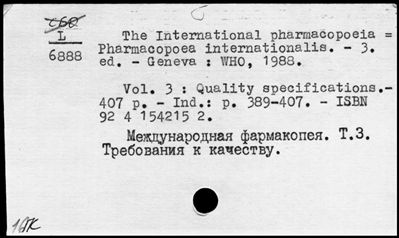 с60
L
6888
The International pharmacopoeia =
Pharmacopoea internationalis. - 3.
ed. - Geneva : WHO, 1988.
Vol. 3 : Quality specifications.-
407 p. - Ind.: p. 389-407. - ISBN
92 4 154215 2.
Международная фармакопея. Т.3.
Требования к качеству.